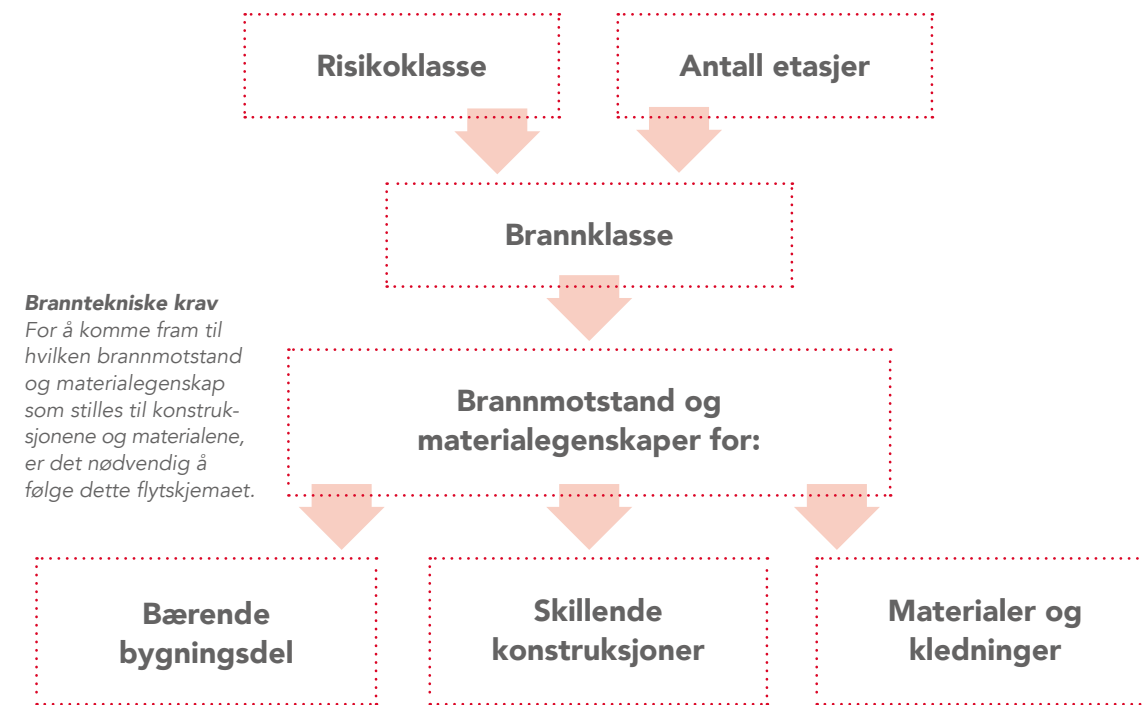 Risikoklasse
Antall etasjer
Brannklasse
Branntekniske krav
For å komme fram til
hvilken brannmotstand
og materialegenskap
som stilles til konstruk-
sjonene og materialene,
er det nødvendig å
følge dette flytskjemaet.
Brannmotstand og
materialegenskaper for:
Bærende
bygningsdel
Skillende
konstruksjoner
Materialer og
kledninger